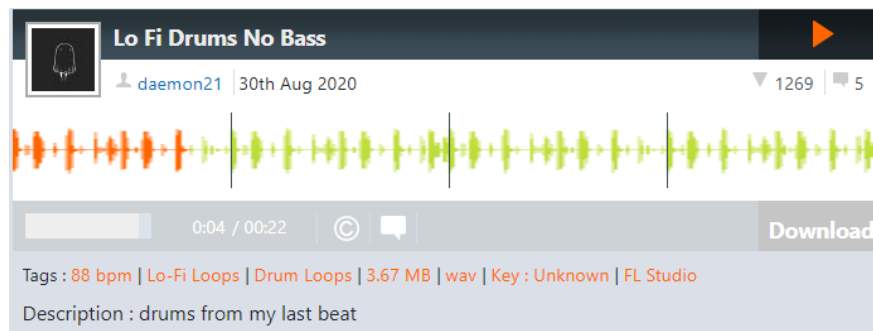 Lo Fi Drums No Bass
daemon21 30th Aug 2020 1269 5
0:04 / 00:22 © Download
Tags : 88 bpm | Lo-Fi Loops | Drum Loops | 3.67 MB | wav | Key : Unknown | FL Studio
Description : drums from my last beat